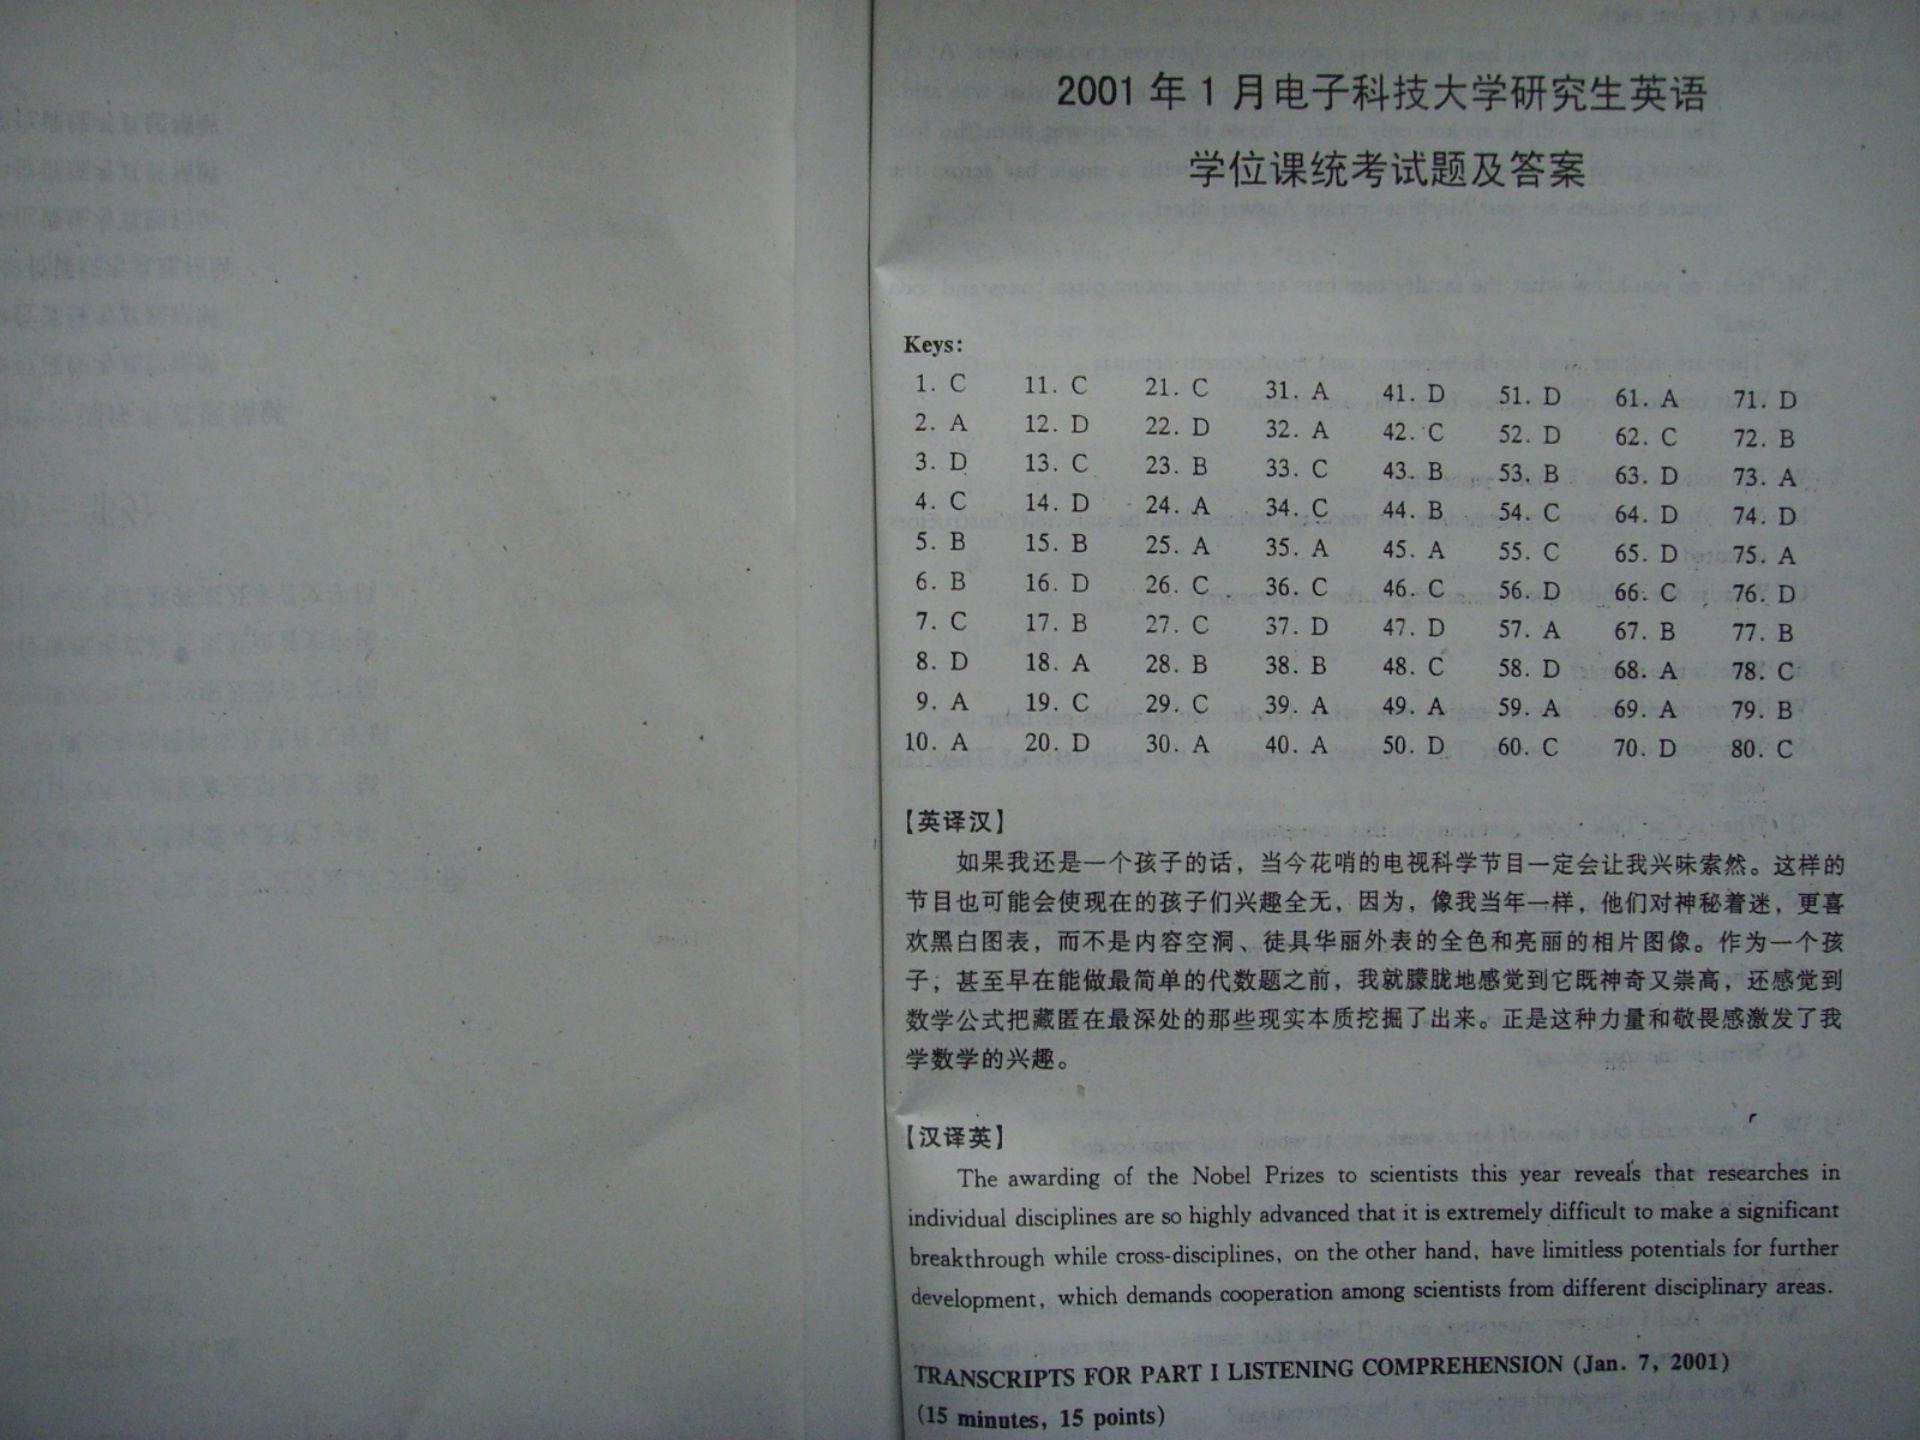 2001 年 1 月电子科技大学研究生英语
学位课统考试题及答案
Keys:
1. C 11. C 21. C 31. A 41. D 51. D 61. A 71. D
2. A 12. D 22. D 32. A 42. C 52. D 62. C 72. B
3. D 13. C 23. B 33. C 43. B 53. B 63. D 73. A
4. C 14. D 24. A 34. C 44. B 54. C 64. D 74. D
5. B 15. B 25. A 35. A 45. A 55. C 65. D 75. A
6. B 16. D 26. C 36. C 46. C 56. D 66. C 76. D
7. C 17. B 27. C 37. D 47. D 57. A 67. B 77. B
8. D 18. A 28. B 38. B 48. C 58. D 68. A 78. C
9. A 19. C 29. C 39. A 49. A 59. A 69. A 79. B
10. A 20. D 30. A 40. A 50. D 60. C 70. D 80. C
【英译汉】
如果我还是一个孩子的话，当今花哨的电视科学节目一定会让我兴味索然。这样的
节目也可能会使现在的孩子们兴趣全无，因为，像我当年一样，他们对神秘着迷，更喜
欢黑白图表，而不是内容空洞、徒具华丽外表的全色和亮丽的相片图像。作为一个孩
子，甚至早在能做最简单的代数题之前，我就朦胧地感觉到它既神奇又崇高，还感觉到
数学公式把藏匿在最深处的那些现实本质挖掘了出来。正是这种力量和敬畏感激发了我
学数学的兴趣。
【汉译英】
The awarding of the Nobel Prizes to scientists this year reveals that researches in
individual disciplines are so highly advanced that it is extremely difficult to make a significant
breakthrough while cross-disciplines, on the other hand, have limitless potentials for further
development, which demands cooperation among scientists from different disciplinary areas.
TRANSCRIPTS FOR PART I LISTENING COMPREHENSION (Jan. 7, 2001)
(15 minutes, 15 points)